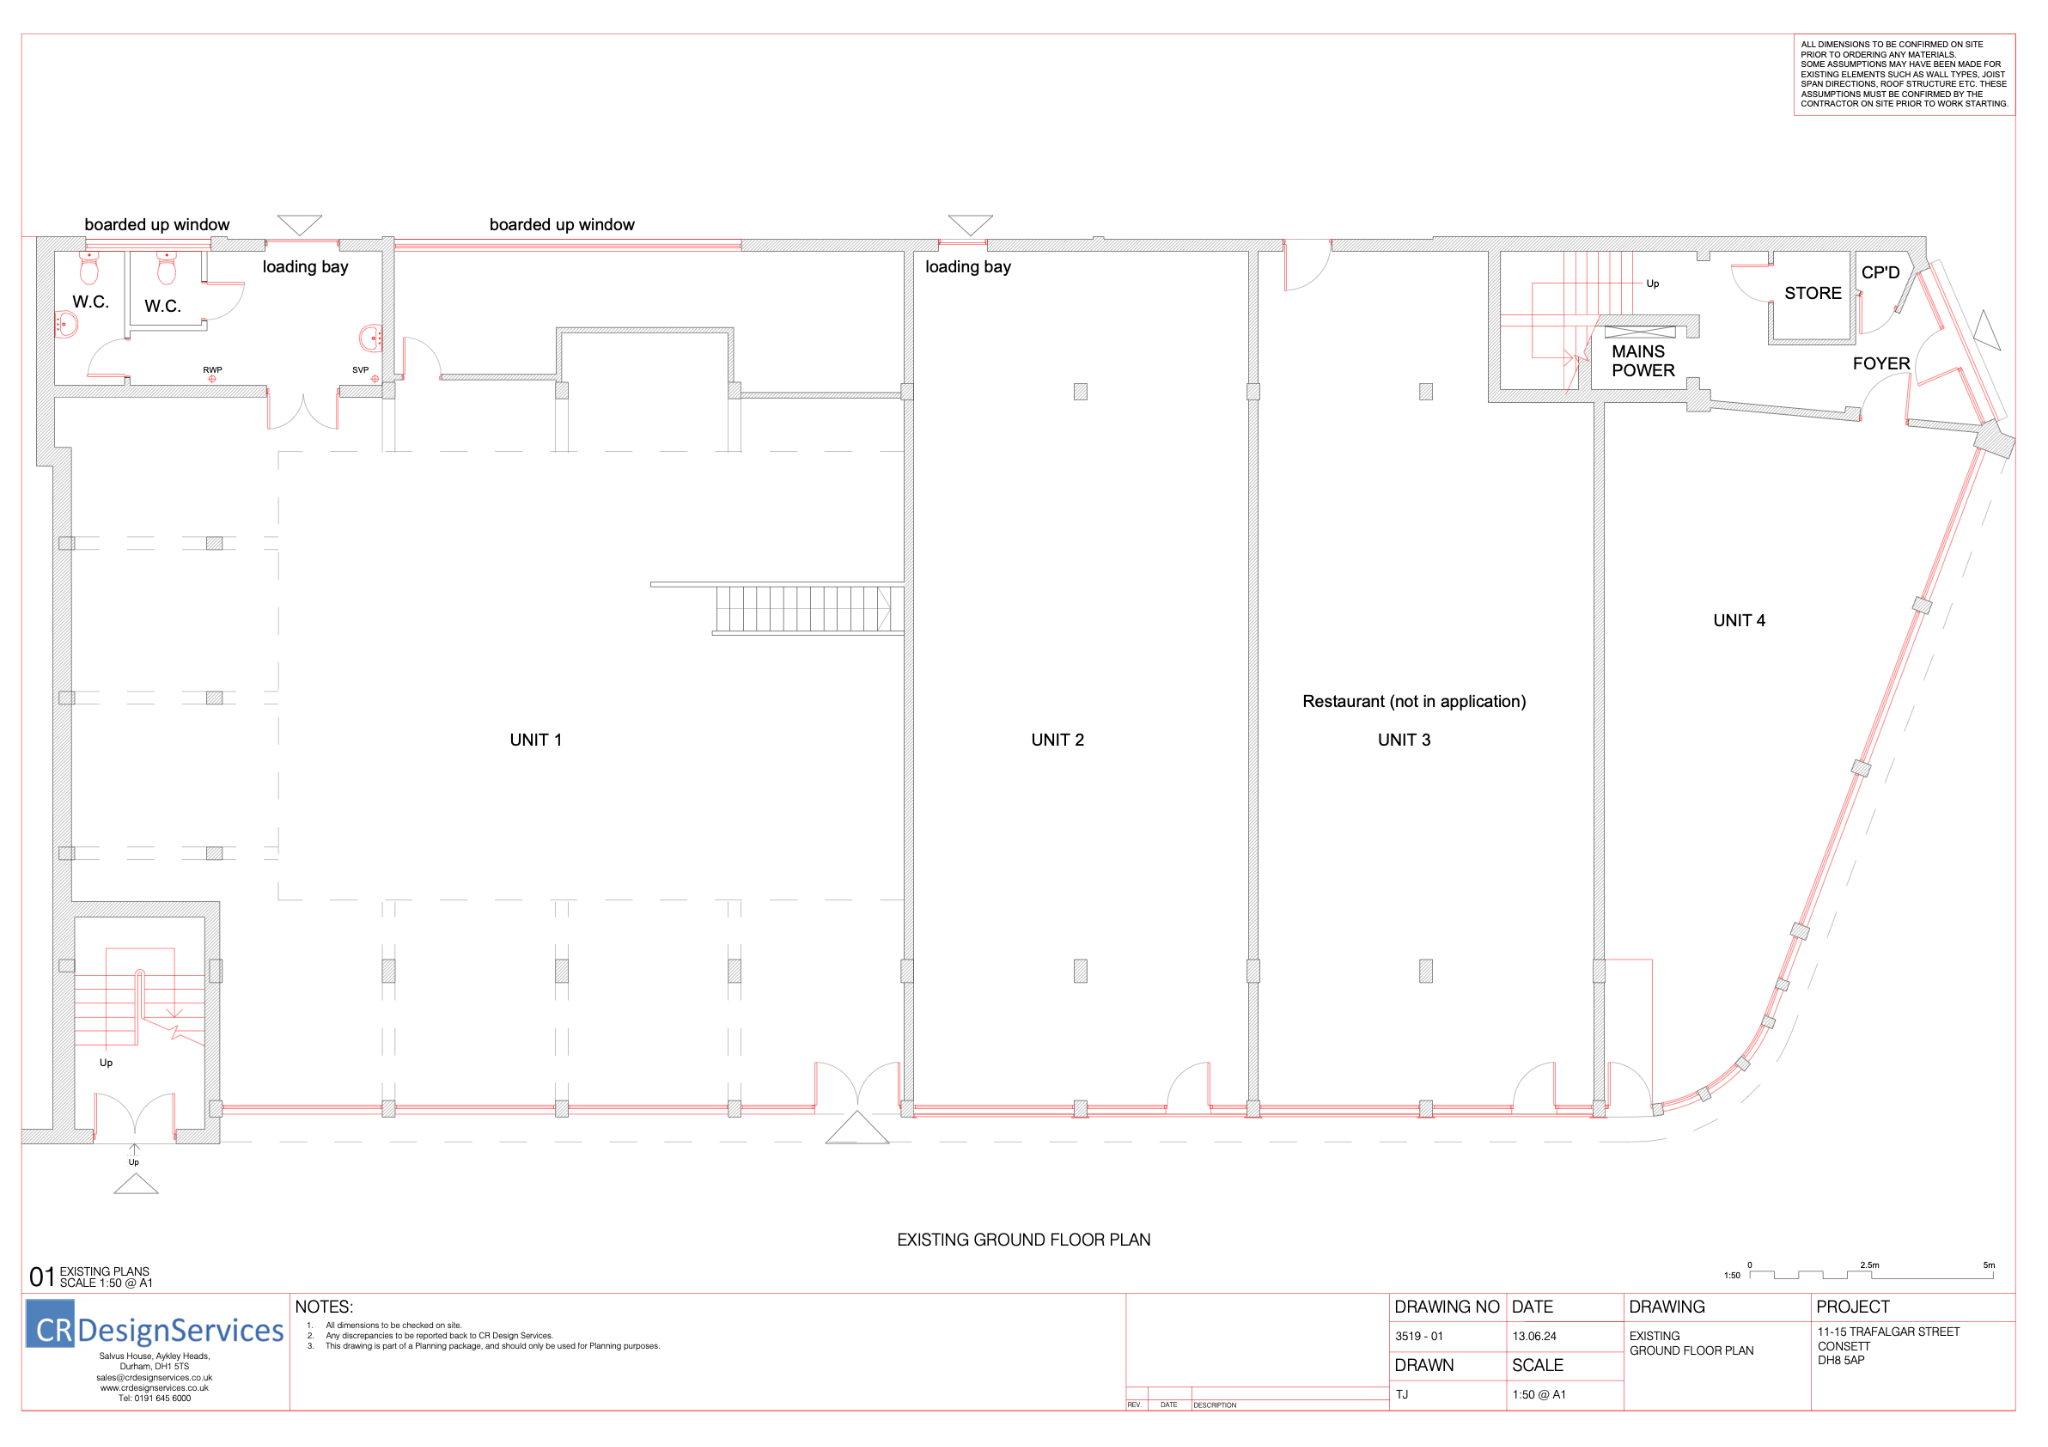 ALL DIMENSIONS TO BE CONFIRMED ON SITE
PRIOR TO ORDERING ANY MATERIALS.
SOME ASSUMPTIONS MAY HAVE BEEN MADE FOR
EXISTING ELEMENTS SUCH AS WALL TYPES, JOIST
SPAN DIRECTIONS, ROOF STRUCTURE ETC. THESE
ASSUMPTIONS MUST BE CONFIRMED BY THE
CONTRACTOR ON SITE PRIOR TO WORK STARTING.
boarded up window
boarded up window
loading bay
loading bay
W.C.
W.C.
RWP
SVP
Up
STORE
CP'D
MAINS
POWER
FOYER
UNIT 4
Restaurant (not in application)
UNIT 1
UNIT 2
UNIT 3
Up
Up
EXISTING GROUND FLOOR PLAN
01 EXISTING PLANS
SCALE 1:50 @ A1
1:50
0
2.5m
5m
CRDesignServices
Salvus House, Aykley Heads,
Durham, DH1 5TS
sales@crdesignservices.co.uk
www.crdesignservices.co.uk
Tel: 0191 645 6000
NOTES:
1. All dimensions to be checked on site.
2. Any discrepancies to be reported back to CR Design Services.
3. This drawing is part of a Planning package, and should only be used for Planning purposes.
REV.
DATE
DESCRIPTION
DRAWING NO
3519 - 01
DATE
13.06.24
DRAWN
TJ
SCALE
1:50 @ A1
DRAWING
EXISTING
GROUND FLOOR PLAN
PROJECT
11-15 TRAFALGAR STREET
CONSETT
DH8 5AP